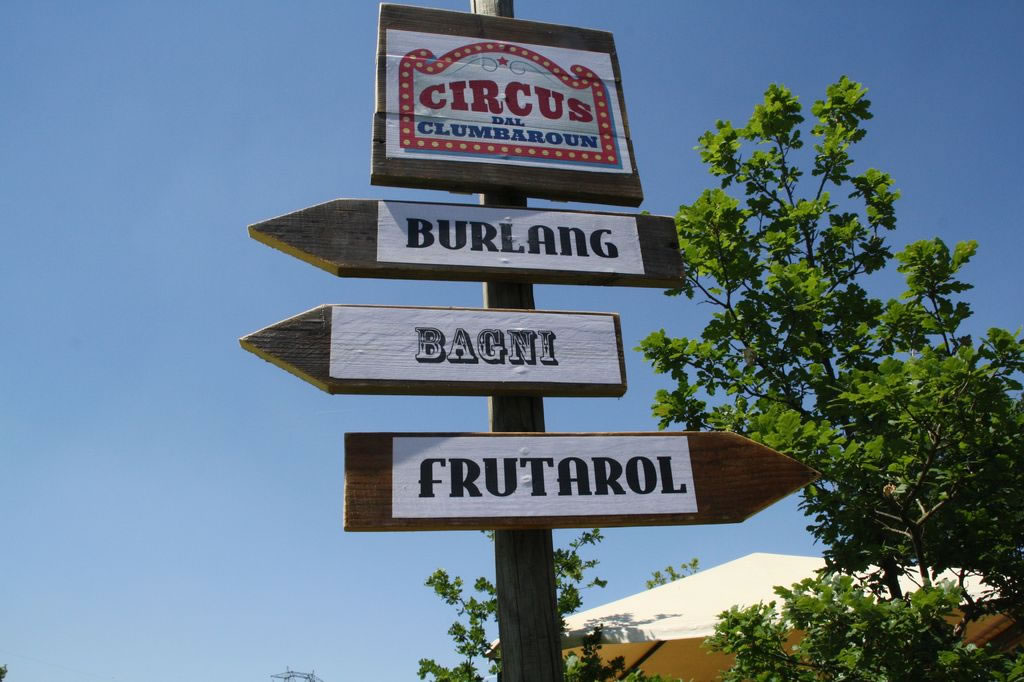 CIRCUS
DAL
CLUMBAROUN
BURLANG
BAGNI
FRUTAROL